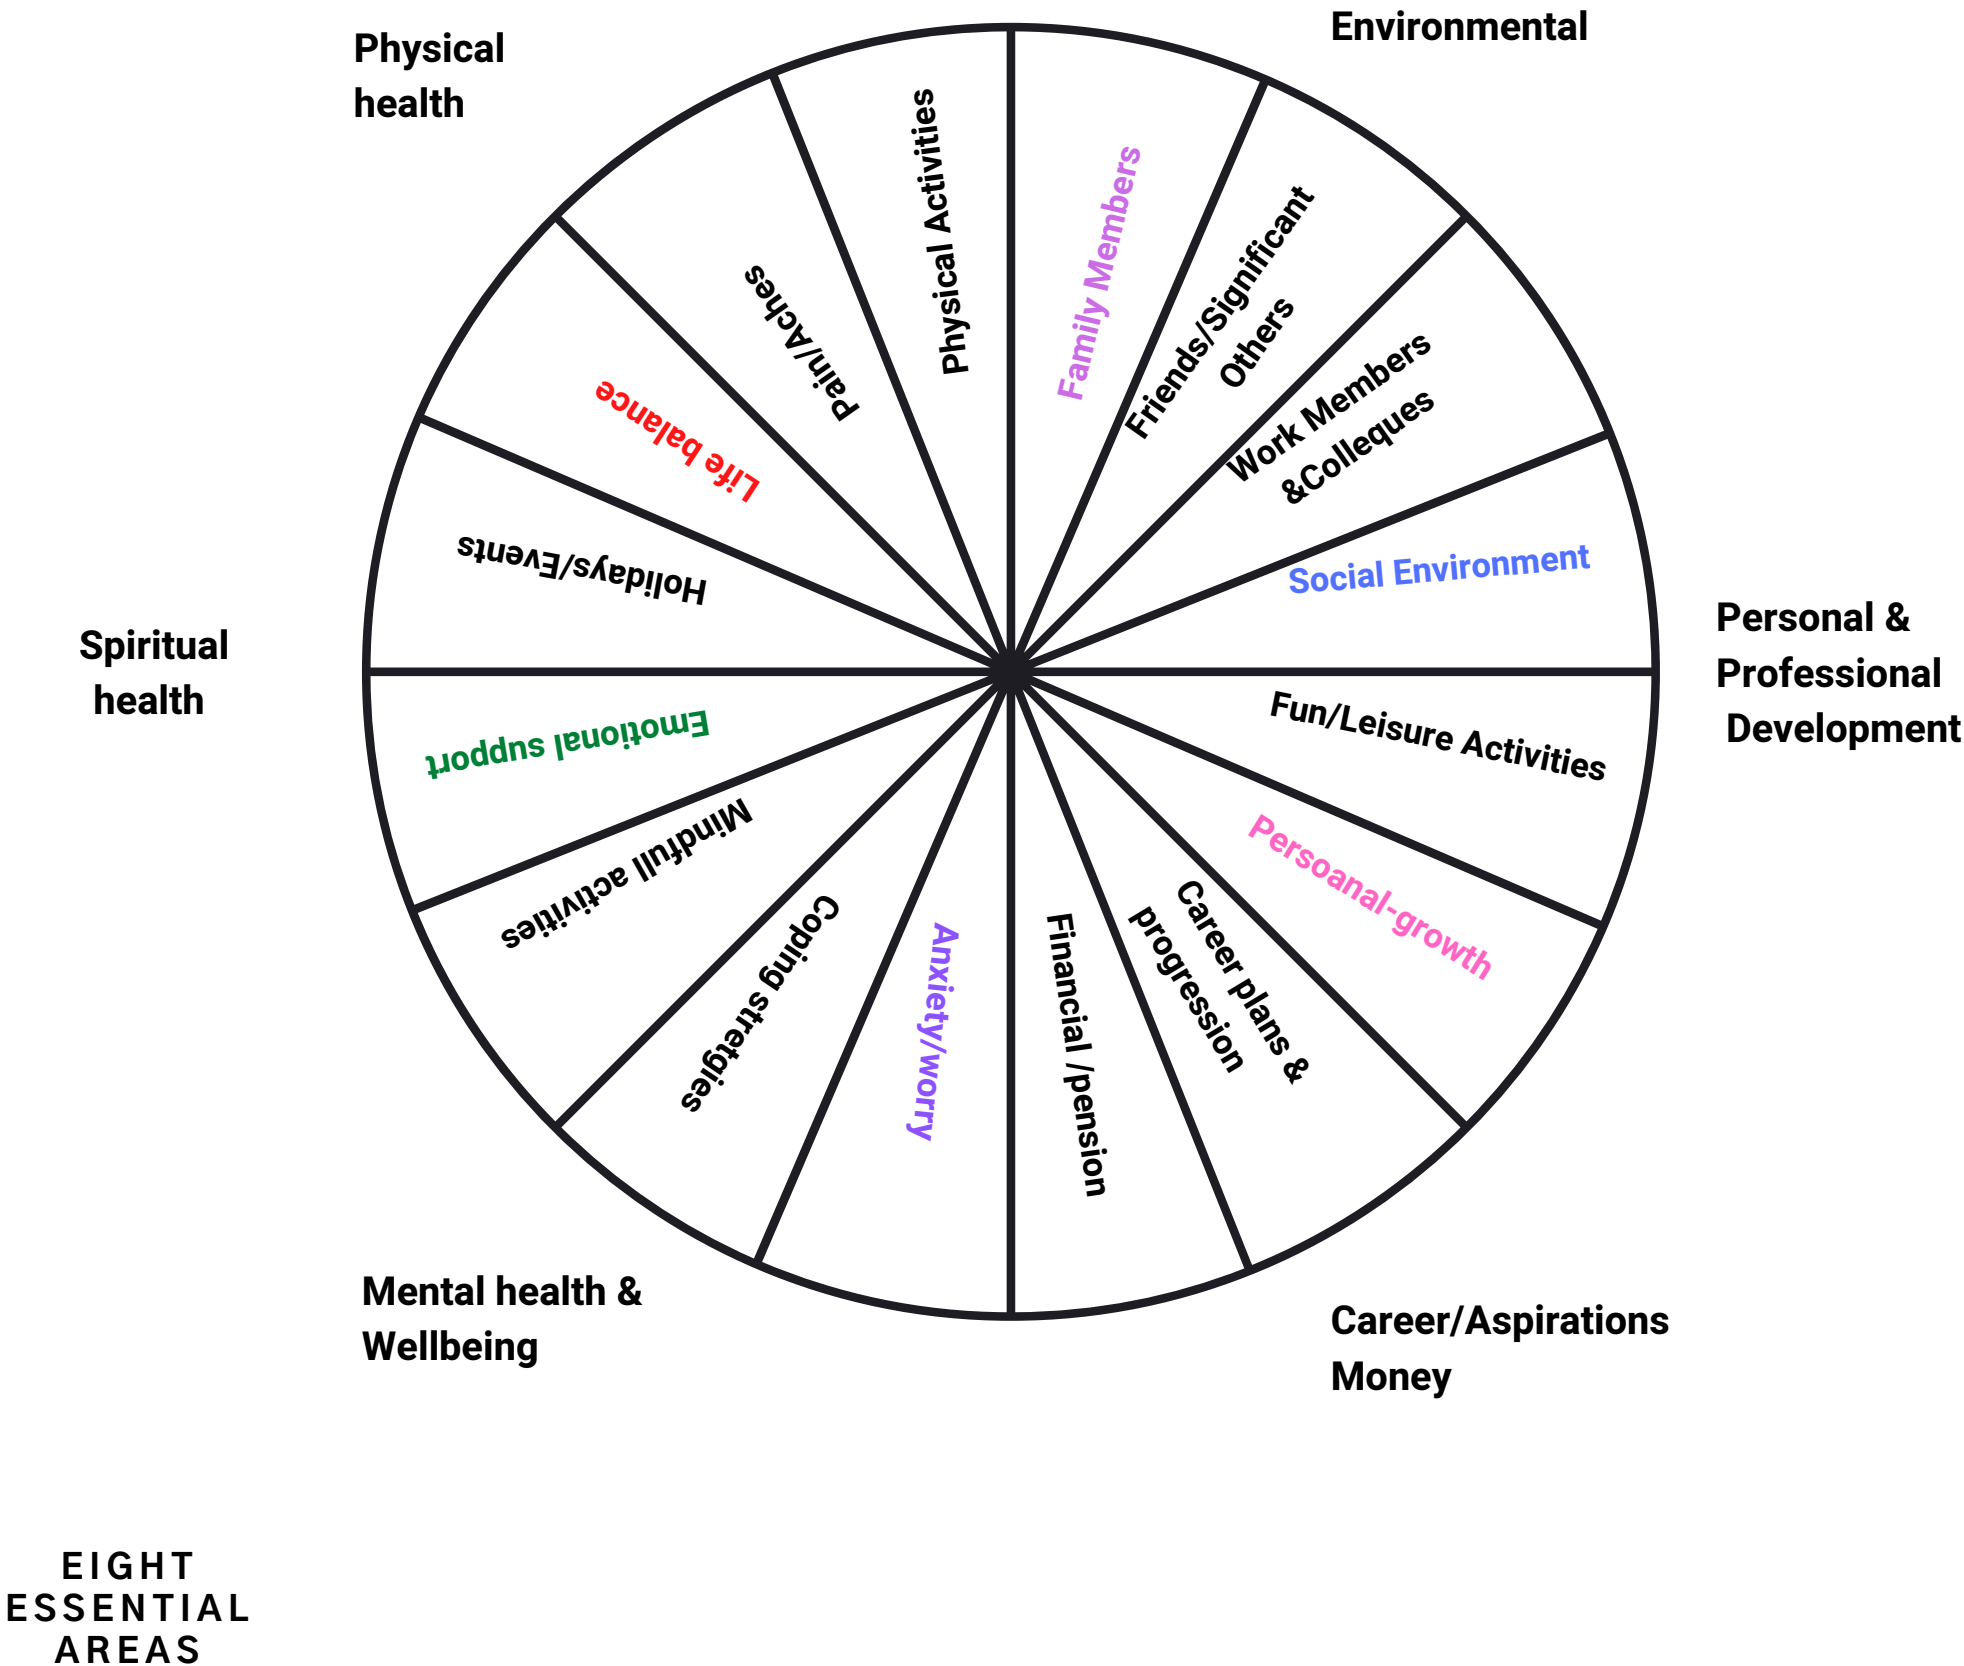 Environmental
Physical
health
Physical Activities
Family Members
Friends/Significant
Others
Work Members
&Colleques
Social Environment
Personal &
Professional
Development
Fun/Leisure Activities
Persoanal-growth
Career plans &
progression
Financial /pension
Career/Aspirations
Money
Anxiety/worry
Coping stretgies
Mental health &
Wellbeing
Mindfull activities
Emotional support
Spiritual
health
Holidays/Events
Life balance
Pain/Aches
EIGHT
ESSENTIAL
AREAS